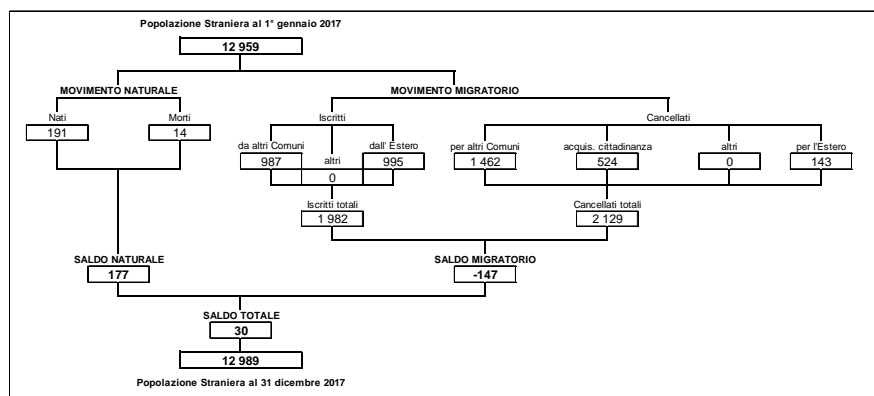 Popolazione Straniera al 1° gennaio 2017
12 959
MOVIMENTO NATURALE
MOVIMENTO MIGRATORIO
Nati
Morti
Iscritti
Cancellati
191
14
da altri Comuni
altri
dall' Estero
per altri Comuni
acquis. cittadinanza
altri
per l'Estero
987
0
995
1 462
524
0
143
Iscritti totali
Cancellati totali
1 982
2 129
SALDO NATURALE
SALDO MIGRATORIO
177
-147
SALDO TOTALE
30
12 989
Popolazione Straniera al 31 dicembre 2017